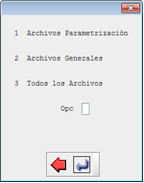 1 Archivos Parametrización
2 Archivos Generales
3 Todos los Archivos
Opc